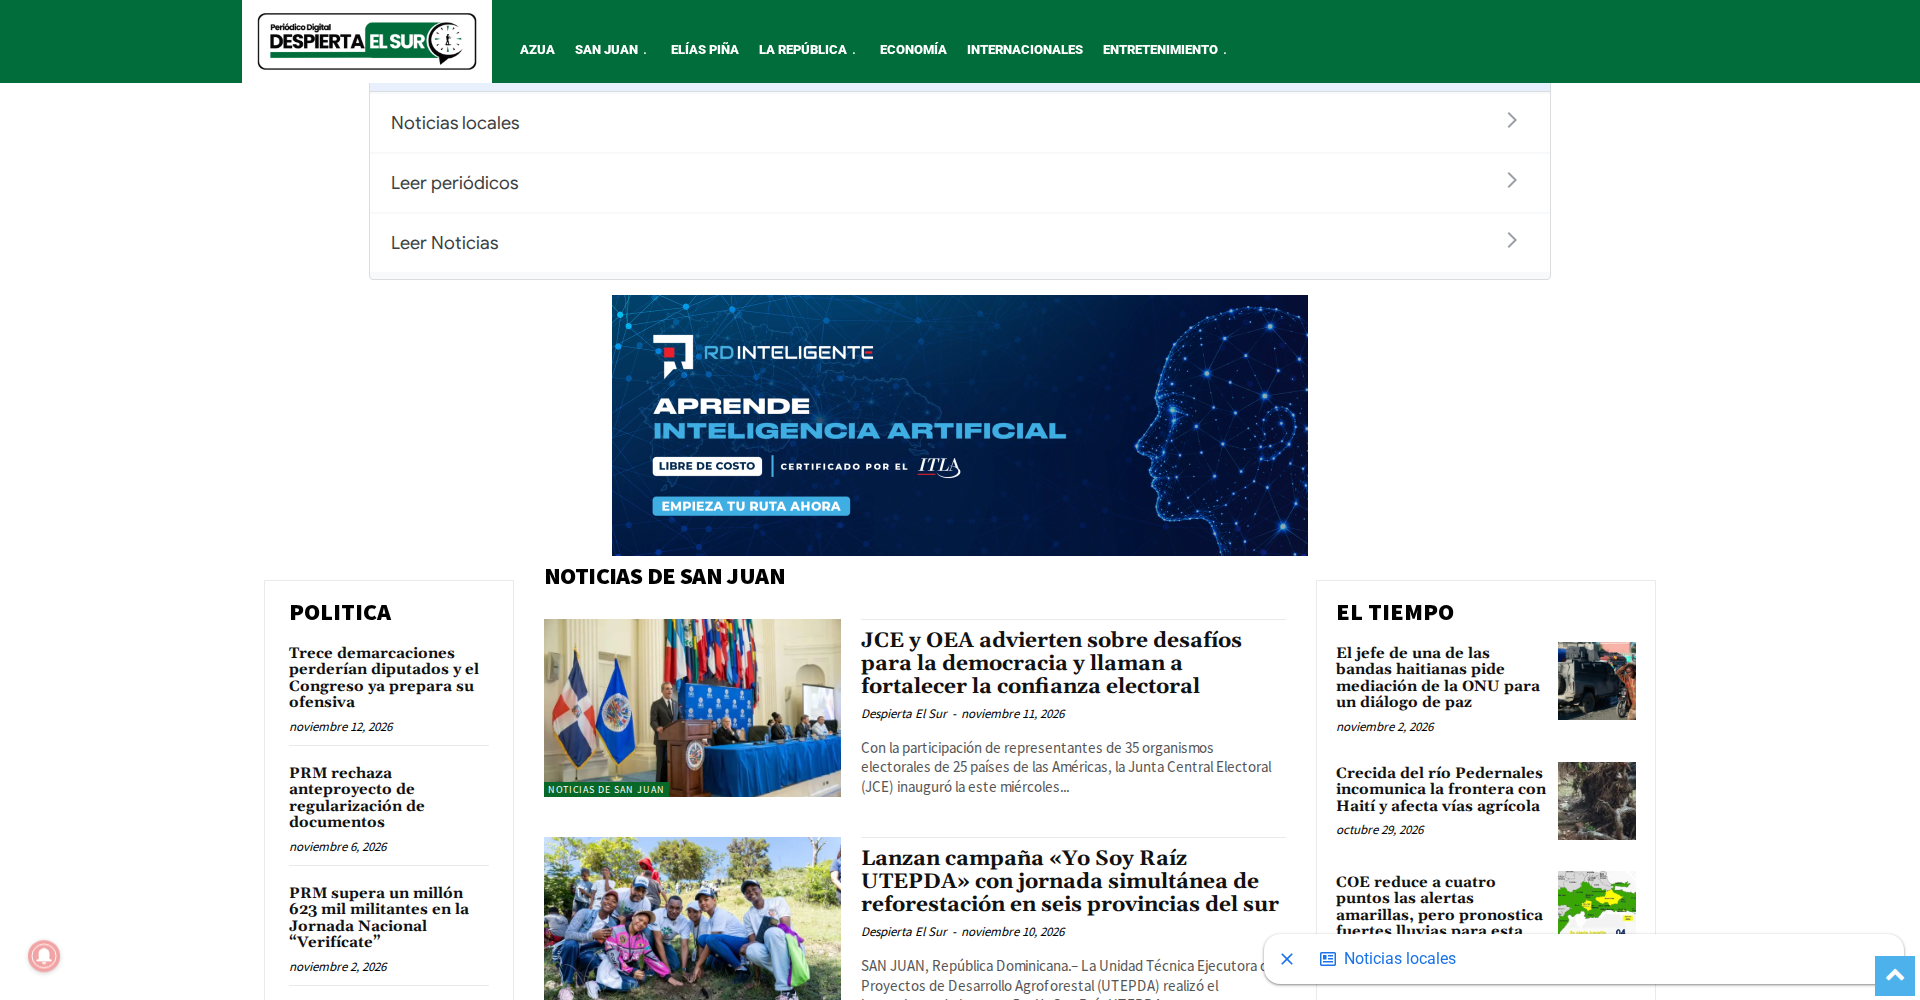 Periódico Digital
DESPIERTA EL SUR
AZUA
SAN JUAN .
ELÍAS PIÑA
LA REPÚBLICA .
ECONOMÍA
INTERNACIONALES
ENTRETENIMIENTO .
Noticias locales
Leer periódicos
Leer Noticias
RD INTELIGENTE
APRENDE
INTELIGENCIA ARTIFICIAL
LIBRE DE COSTO
CERTIFICADO POR EL ITLA
EMPIEZA TU RUTA AHORA
POLITICA
Trece demarcaciones
perderían diputados y el
Congreso ya prepara su
ofensiva
noviembre 12, 2026
PRM rechaza
anteproyecto de
regularización de
documentos
noviembre 6, 2026
PRM supera un millón
623 mil militantes en la
Jornada Nacional
“Verifícate”
noviembre 2, 2026
NOTICIAS DE SAN JUAN
NOTICIAS DE SAN JUAN
JCE y OEA advierten sobre desafíos
para la democracia y llaman a
fortalecer la confianza electoral
Despierta El Sur - noviembre 11, 2026
Con la participación de representantes de 35 organismos
electorales de 25 países de las Américas, la Junta Central Electoral
(JCE) inauguró la este miércoles...
Lanzan campaña «Yo Soy Raíz
UTEPDA» con jornada simultánea de
reforestación en seis provincias del sur
Despierta El Sur - noviembre 10, 2026
SAN JUAN, República Dominicana.– La Unidad Técnica Ejecutora
Proyectos de Desarrollo Agroforestal (UTEPDA) realizó el
EL TIEMPO
El jefe de una de las
bandas haitianas pide
mediación de la ONU para
un diálogo de paz
noviembre 2, 2026
Crecida del río Pedernales
incomunica la frontera con
Haití y afecta vías agrícola
octubre 29, 2026
COE reduce a cuatro
puntos las alertas
amarillas, pero pronostica
fuertes lluvias para esta
Noticias locales